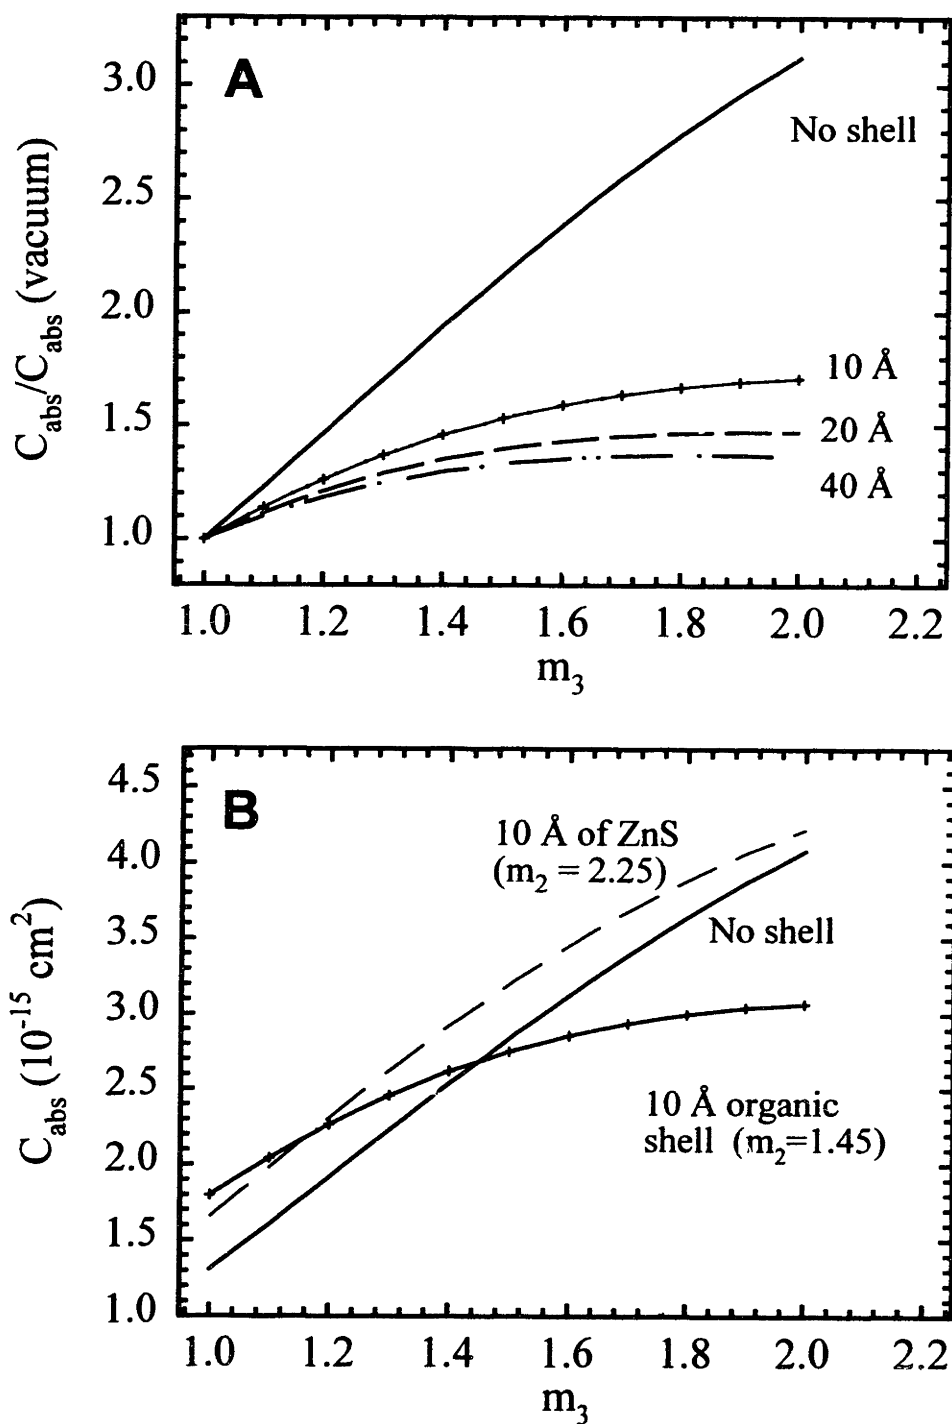 A
3.0
2.5
2.0
1.5
1.0
C_abs/C_abs (vacuum)
No shell
10 Å
20 Å
40 Å
1.0 1.2 1.4 1.6 1.8 2.0 2.2
m_3
B
4.5
4.0
3.5
3.0
2.5
2.0
1.5
1.0
C_abs (10^-15 cm^2)
10 Å of ZnS
(m_2 = 2.25)
No shell
10 Å organic
shell (m_2=1.45)
1.0 1.2 1.4 1.6 1.8 2.0 2.2
m_3